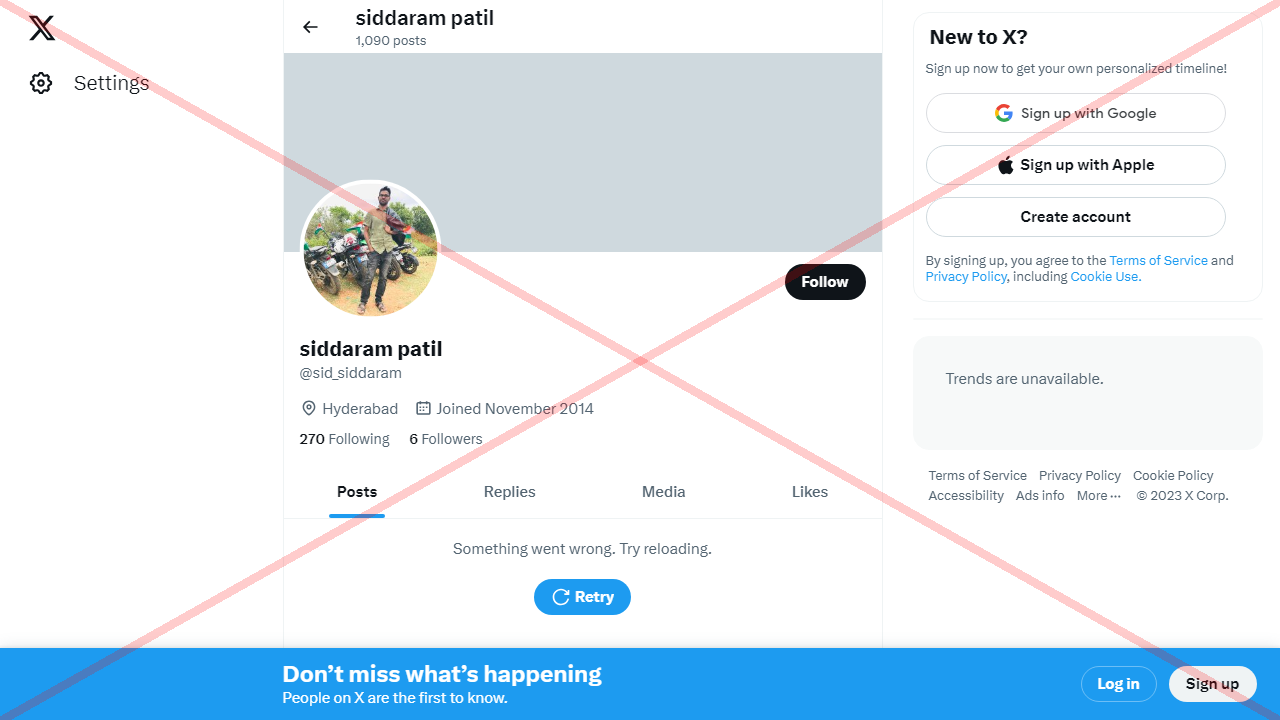 Settings
siddaram patil
1,090 posts
Follow
siddaram patil
@sid_siddaram
Hyderabad Joined November 2014
270 Following 6 Followers
Posts Replies Media Likes
Something went wrong. Try reloading.
Retry
New to X?
Sign up now to get your own personalized timeline!
Sign up with Google
Sign up with Apple
Create account
By signing up, you agree to the Terms of Service and
Privacy Policy, including Cookie Use.
Trends are unavailable.
Terms of Service Privacy Policy Cookie Policy
Accessibility Ads info More ··· © 2023 X Corp.
Don’t miss what’s happening
People on X are the first to know.
Log in Sign up